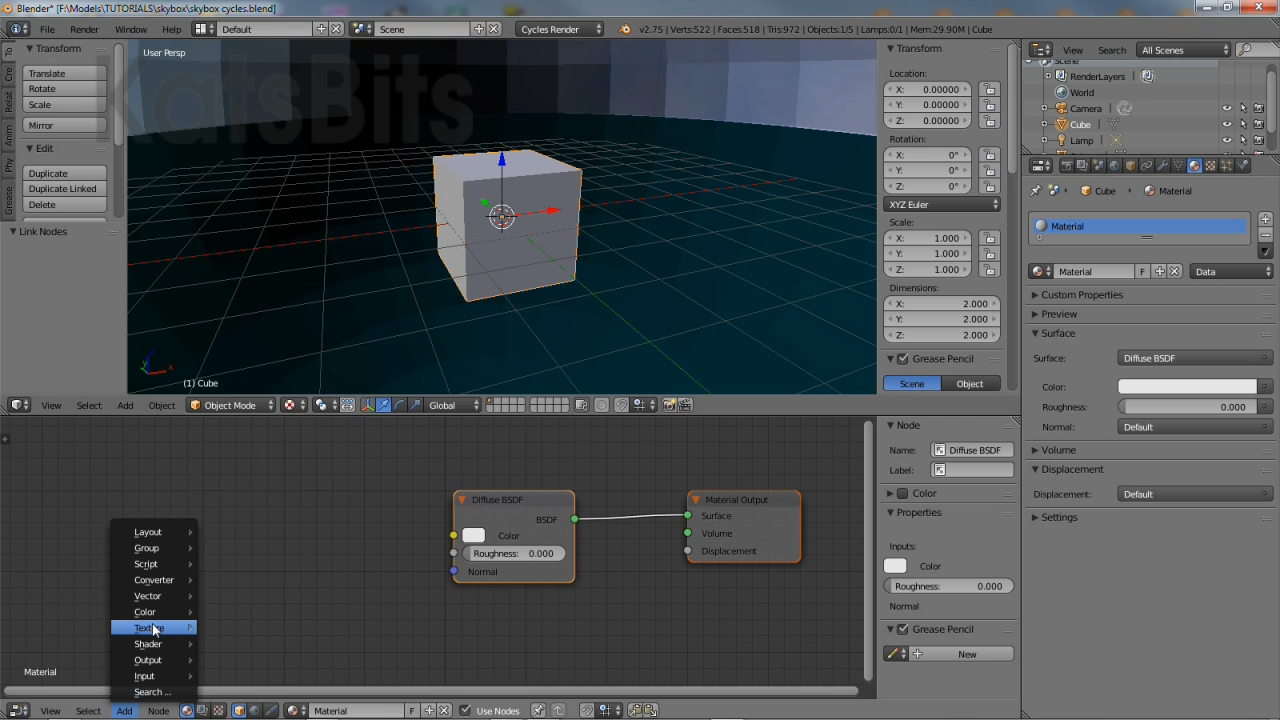 Blender* [F:\Models\TUTORIALS\skybox\skybox cycles.blend]
File Render Window Help Default Scene Cycles Render v2.75 | Verts:522 | Faces:518 | Tris:972 | Objects:1/5 | Lamps:0/1 | Mem:29.90M | Cube
To
Cre
Relat
Anim
Phy
Grease
Transform
Translate
Rotate
Scale
Mirror
Edit
Duplicate
Duplicate Linked
Delete
Link Nodes
User Persp
KatsBits
(1) Cube
View Select Add Object Object Mode Global
Transform
Location:
X: 0.00000
Y: 0.00000
Z: 0.00000
Rotation:
X: 0°
Y: 0°
Z: 0°
XYZ Euler
Scale:
X: 1.000
Y: 1.000
Z: 1.000
Dimensions:
X: 2.000
Y: 2.000
Z: 2.000
Grease Pencil
Scene Object
View Search All Scenes
Scene
RenderLayers
World
Camera
Cube
Lamp
Cube Material
Material
Material F Data
Custom Properties
Preview
Surface
Surface: Diffuse BSDF
Color:
Roughness: 0.000
Normal: Default
Volume
Displacement
Displacement: Default
Settings
Diffuse BSDF
BSDF
Color
Roughness: 0.000
Normal
Material Output
Surface
Volume
Displacement
Layout
Group
Script
Converter
Vector
Color
Texture
Shader
Output
Input
Search ...
Material
View Select Add Node Material F Use Nodes
Node
Name: Diffuse BSDF
Label:
Color
Properties
Inputs:
Color
Roughness: 0.000
Normal
Grease Pencil
New